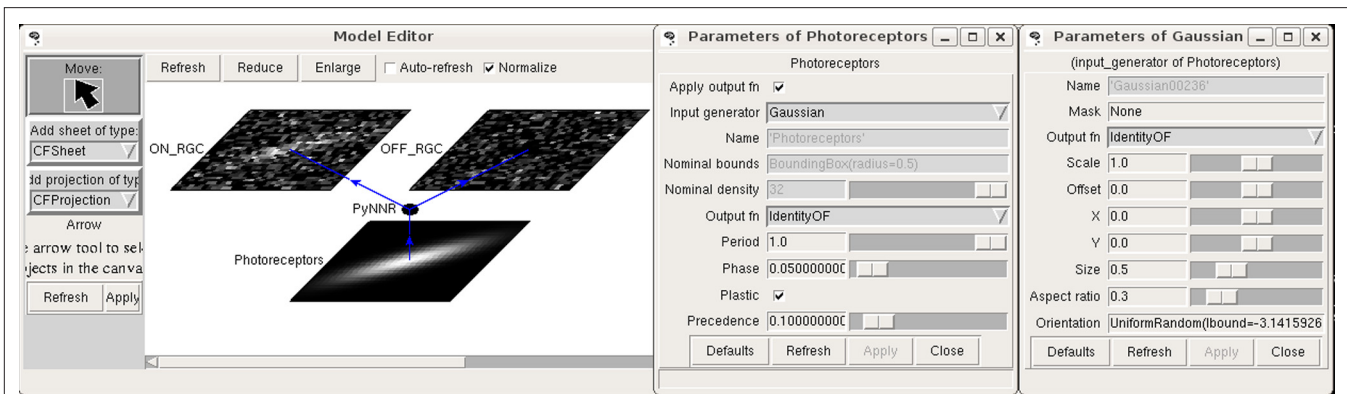 Model Editor
Move:
Refresh Reduce Enlarge Auto-refresh Normalize
Add sheet of type:
CFSheet
dd projection of typ
CFProjection
Arrow
arrow tool to sel
jects in the canva
Refresh Apply
ON_RGC
OFF_RGC
PyNNR
Photoreceptors
Parameters of Photoreceptors
Photoreceptors
Apply output fn
Input generator Gaussian
Name 'Photoreceptors'
Nominal bounds BoundingBox(radius=0.5)
Nominal density 32
Output fn IdentityOF
Period 1.0
Phase 0.05000000C
Plastic
Precedence 0.10000000C
Defaults Refresh Apply Close
Parameters of Gaussian
(input_generator of Photoreceptors)
Name 'Gaussian00236'
Mask None
Output fn IdentityOF
Scale 1.0
Offset 0.0
X 0.0
Y 0.0
Size 0.5
Aspect ratio 0.3
Orientation UniformRandom(lbound=-3.1415926
Defaults Refresh Apply Close